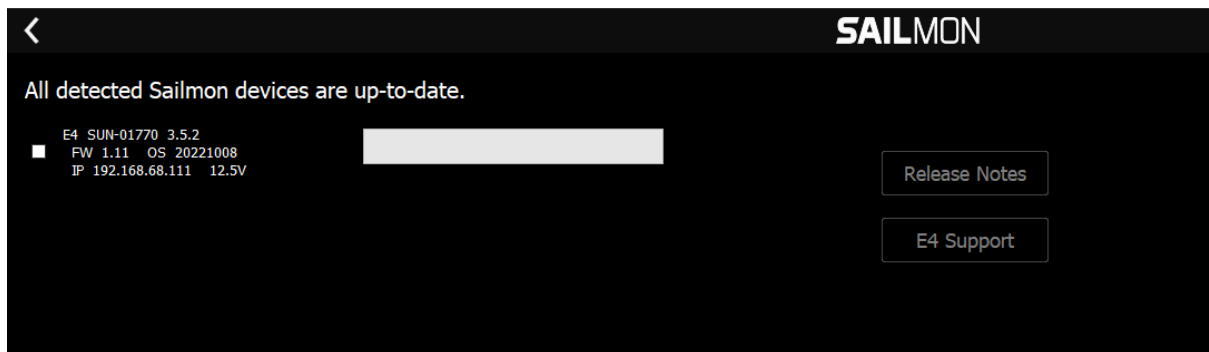 SAILMON
All detected Sailmon devices are up-to-date.
E4 SUN-01770 3.5.2
FW 1.11 OS 20221008
IP 192.168.68.111 12.5V
Release Notes
E4 Support